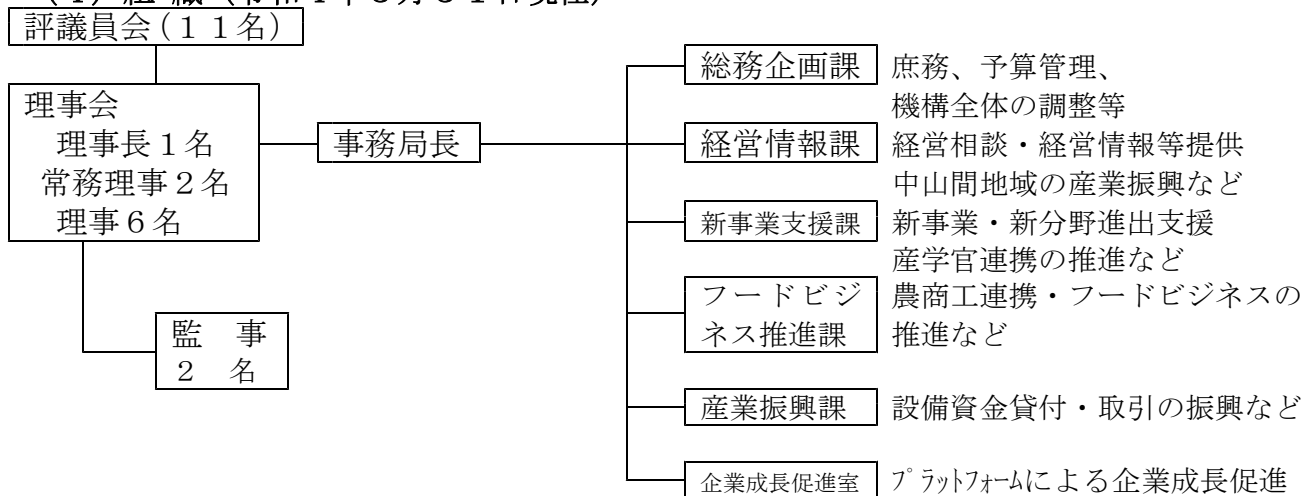 評議員会(11名)
理事会
理事長1名
常務理事2名
理事6名
監 事
2 名
事務局長
総務企画課 庶務、予算管理、
機構全体の調整等
経営情報課 経営相談・経営情報等提供
中山間地域の産業振興など
新事業支援課 新事業・新分野進出支援
産学官連携の推進など
フードビジ 農商工連携・フードビジネスの
ネス推進課 推進など
産業振興課 設備資金貸付・取引の振興など
企業成長促進室 プラットフォームによる企業成長促進